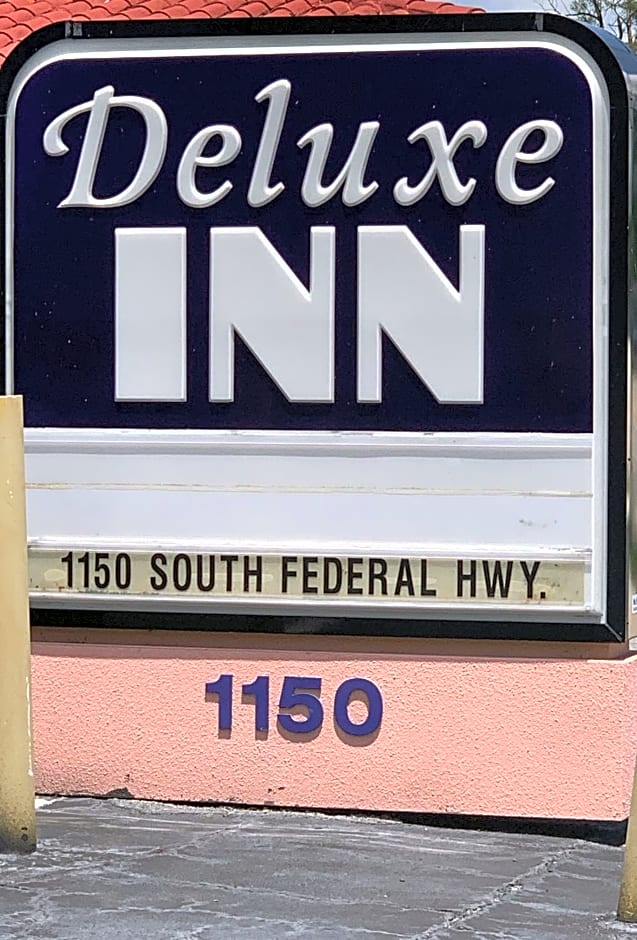 Deluxe
INN
1150 SOUTH FEDERAL HWY.
1150